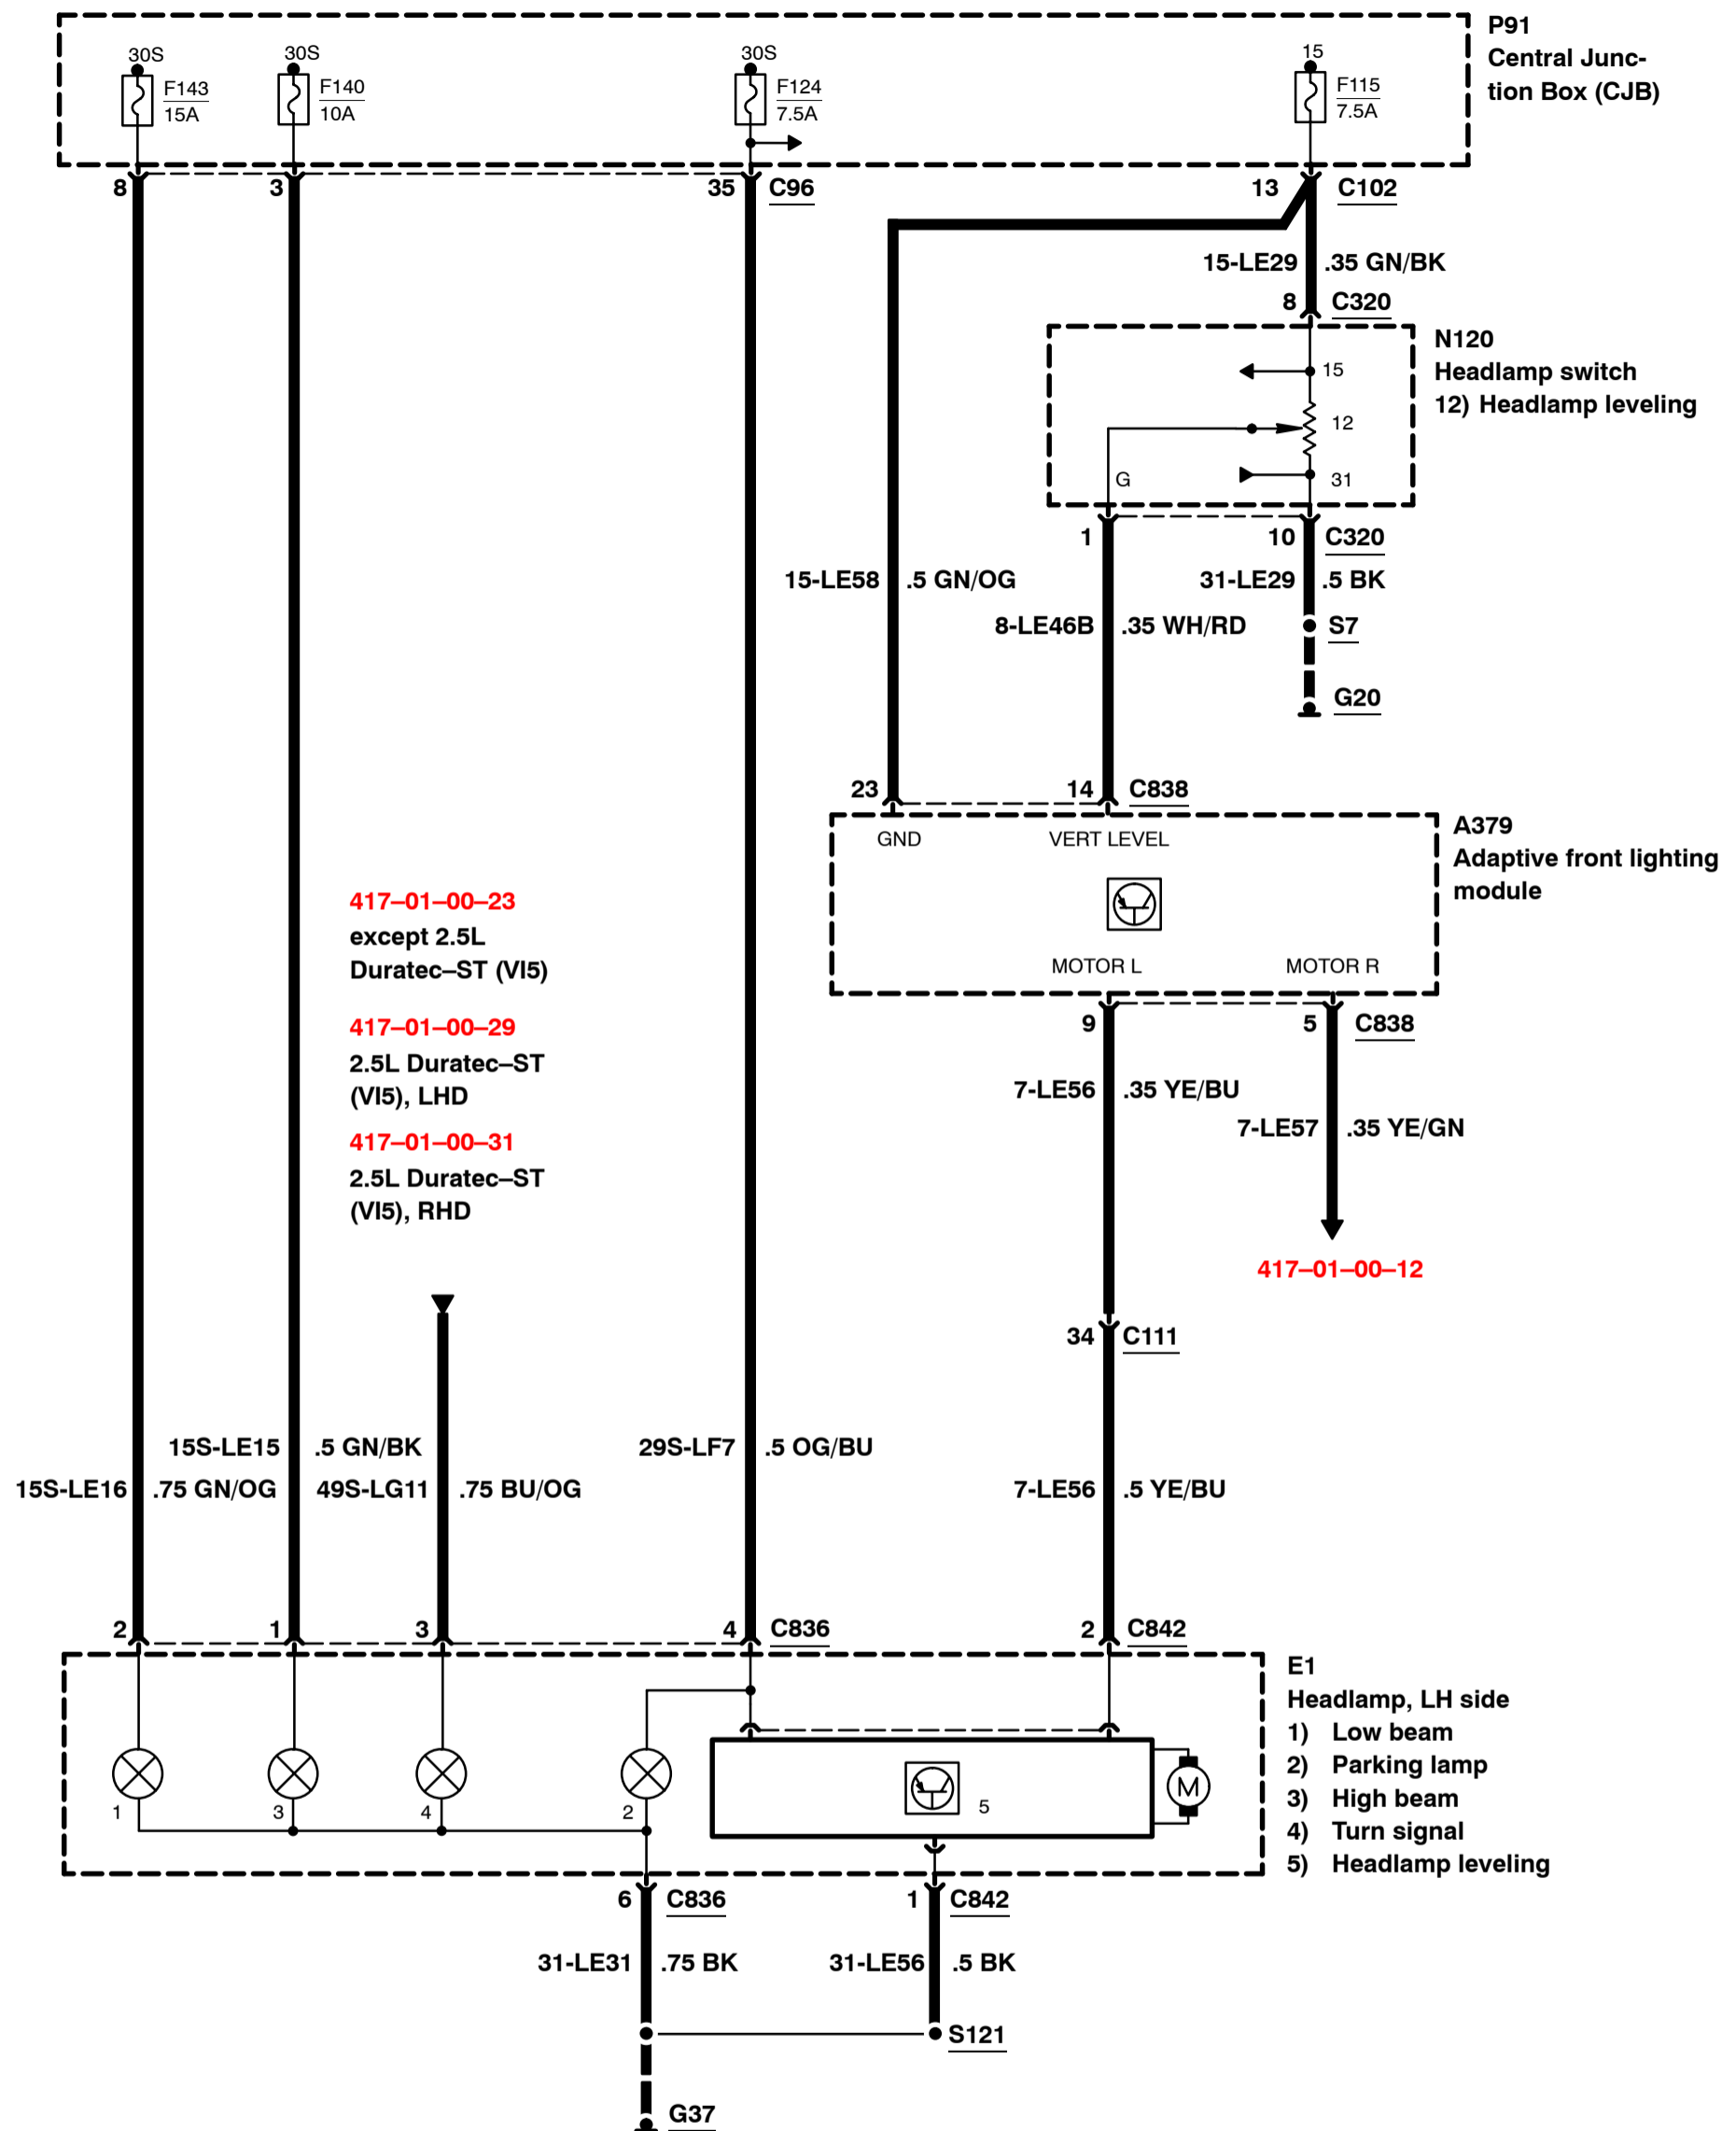 P91
Central Junc-
tion Box (CJB)
30S
F143
15A
30S
F140
10A
30S
F124
7.5A
15
F115
7.5A
8
3
35
C96
13
C102
15-LE29
.35 GN/BK
8
C320
N120
Headlamp switch
12) Headlamp leveling
15
12
G
31
1
10
C320
15-LE58
.5 GN/OG
31-LE29
.5 BK
8-LE46B
.35 WH/RD
S7
G20
23
14
C838
A379
Adaptive front lighting
module
GND
VERT LEVEL
MOTOR L
MOTOR R
417–01–00–23
except 2.5L
Duratec–ST (VI5)
417–01–00–29
2.5L Duratec–ST
(VI5), LHD
417–01–00–31
2.5L Duratec–ST
(VI5), RHD
9
5
C838
7-LE56
.35 YE/BU
7-LE57
.35 YE/GN
417–01–00–12
34
C111
15S-LE15
.5 GN/BK
29S-LF7
.5 OG/BU
15S-LE16
.75 GN/OG
49S-LG11
.75 BU/OG
7-LE56
.5 YE/BU
2
1
3
4
C836
2
C842
E1
Headlamp, LH side
1) Low beam
2) Parking lamp
3) High beam
4) Turn signal
5) Headlamp leveling
1
3
4
2
5
M
6
C836
1
C842
31-LE31
.75 BK
31-LE56
.5 BK
S121
G37